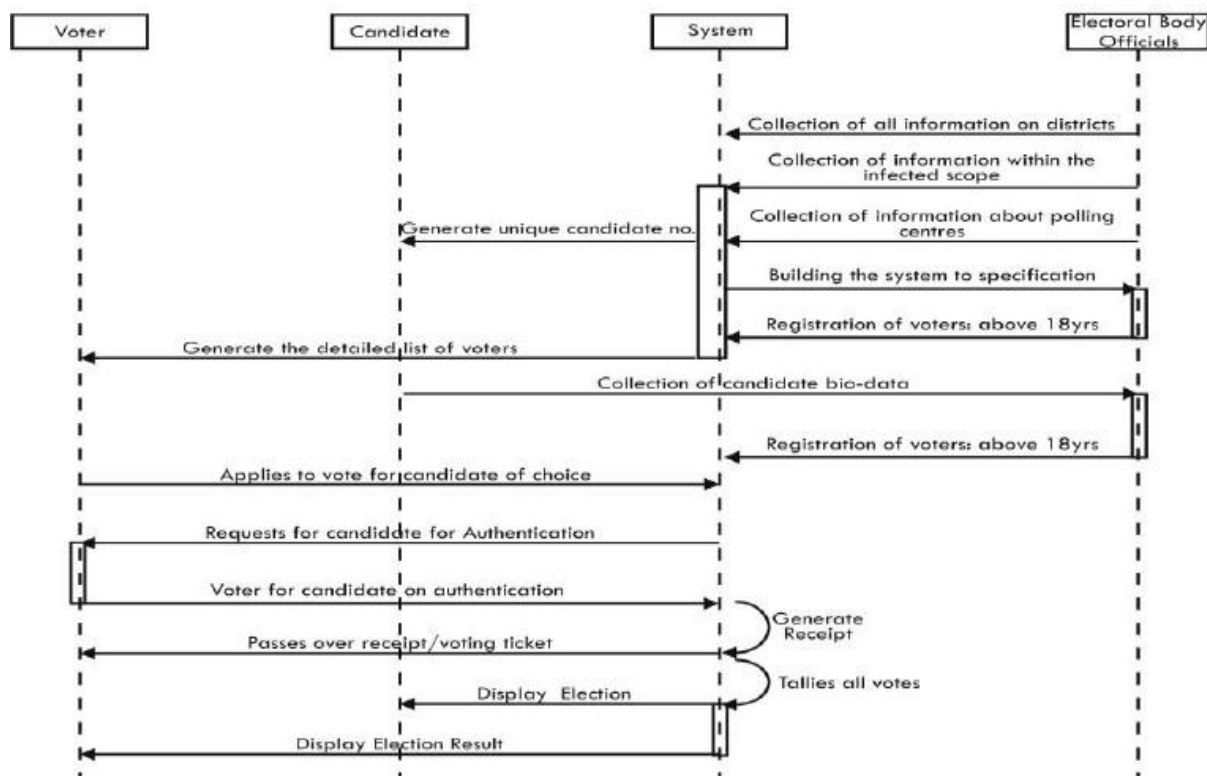 Voter
Candidate
System
Electoral Body
Officials
Collection of all information on districts
Collection of information within the
infected scope
Generate unique candidate no.
Collection of information about polling
centres
Building the system to specification
Registration of voters: above 18yrs
Generate the detailed list of voters
Collection of candidate bio-data
Registration of voters: above 18yrs
Applies to vote for candidate of choice
Requests for candidate for Authentication
Voter for candidate on authentication
Generate
Receipt
Passes over receipt/voting ticket
Tallies all votes
Display Election
Display Election Result